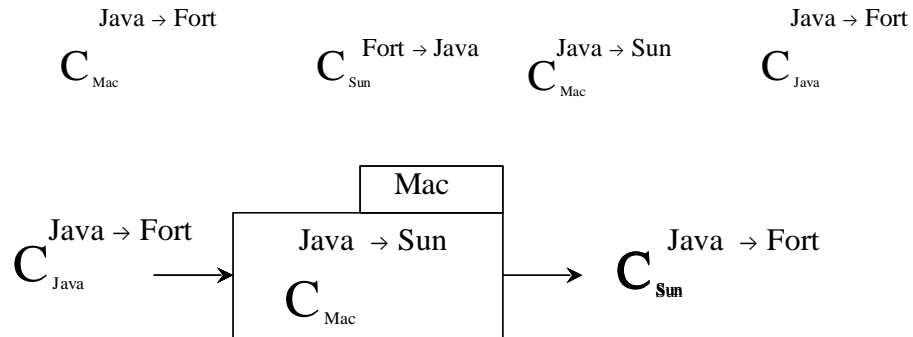 C Mac Java → Fort
C Sun Fort → Java
C Mac Java → Sun
C Java Java → Fort
Mac
C Java Java → Fort
Java → Sun
C Mac
C Sun Java → Fort